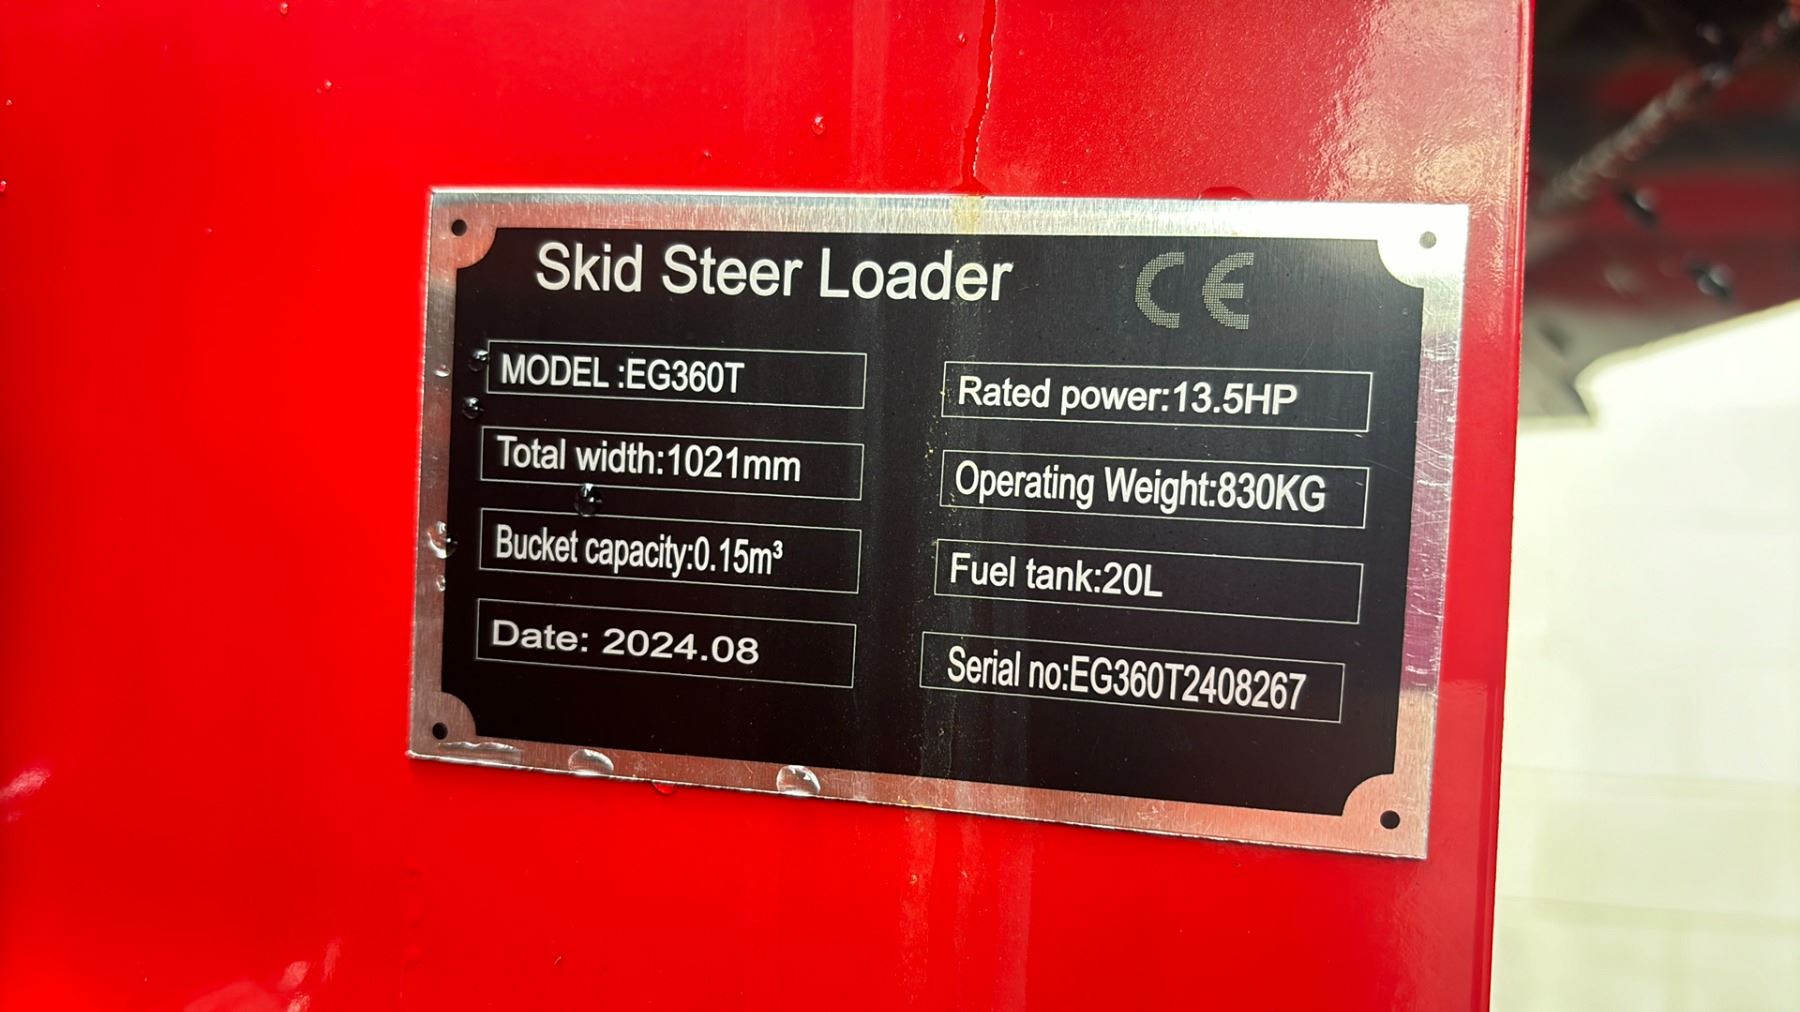 Skid Steer Loader CE
MODEL :EG360T
Rated power:13.5HP
Total width:1021mm
Operating Weight:830KG
Bucket capacity:0.15m³
Fuel tank:20L
Date: 2024.08
Serial no:EG360T2408267